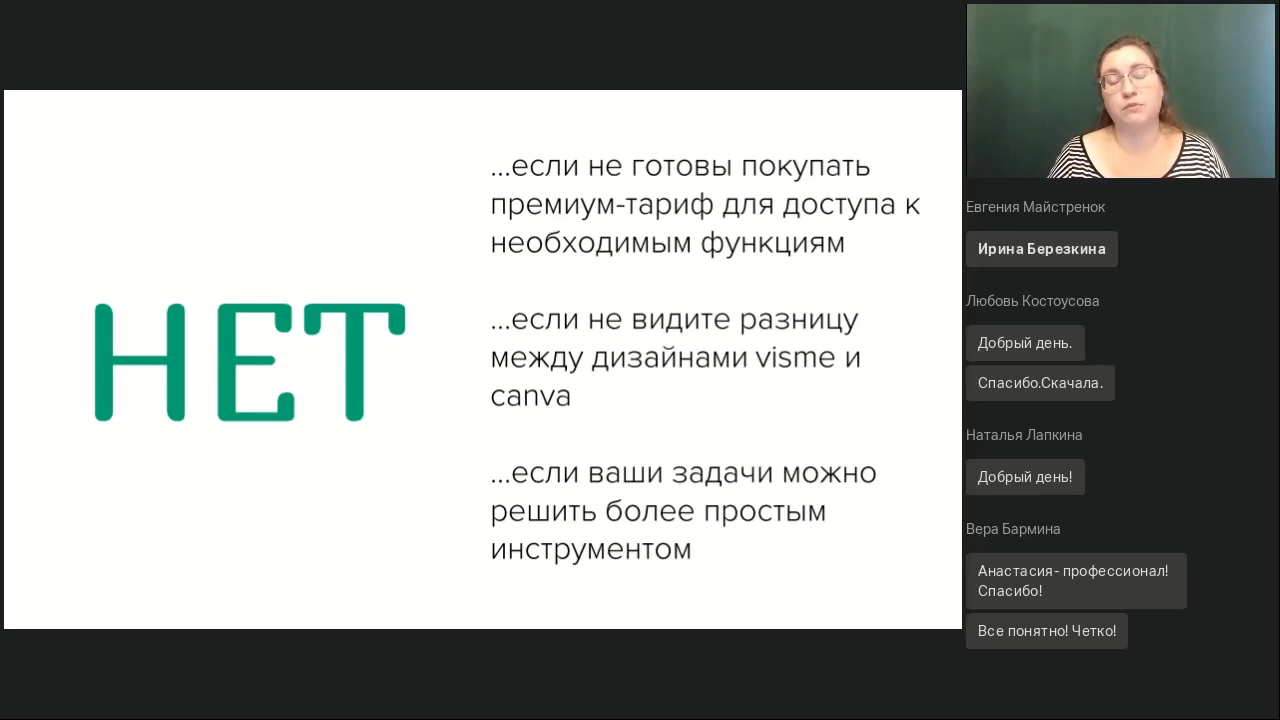 НЕТ
...если не готовы покупать
премиум-тариф для доступа к
необходимым функциям
...если не видите разницу
между дизайнами visme и
canva
...если ваши задачи можно
решить более простым
инструментом
Евгения Майстренок
Ирина Березкина
Любовь Костоусова
Добрый день.
Спасибо.Скачала.
Наталья Лапкина
Добрый день!
Вера Бармина
Анастасия- профессионал!
Спасибо!
Все понятно! Четко!